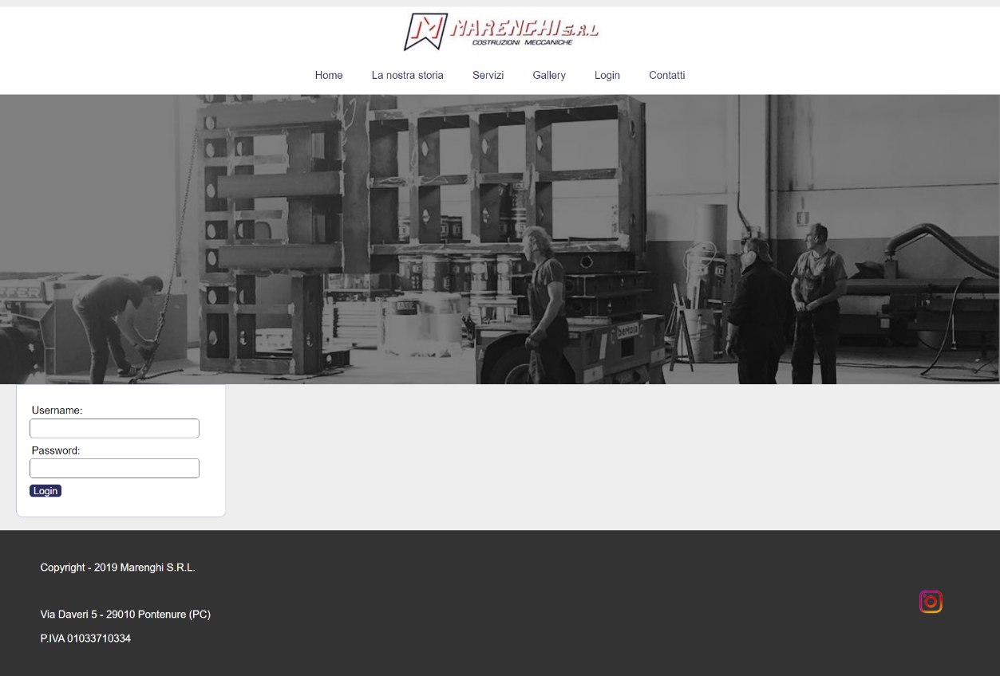 M MARENGHI S.R.L
COSTRUZIONI MECCANICHE
Home La nostra storia Servizi Gallery Login Contatti
bertoja
Username:
Password:
Login
Copyright - 2019 Marenghi S.R.L.
Via Daveri 5 - 29010 Pontenure (PC)
P.IVA 01033710334